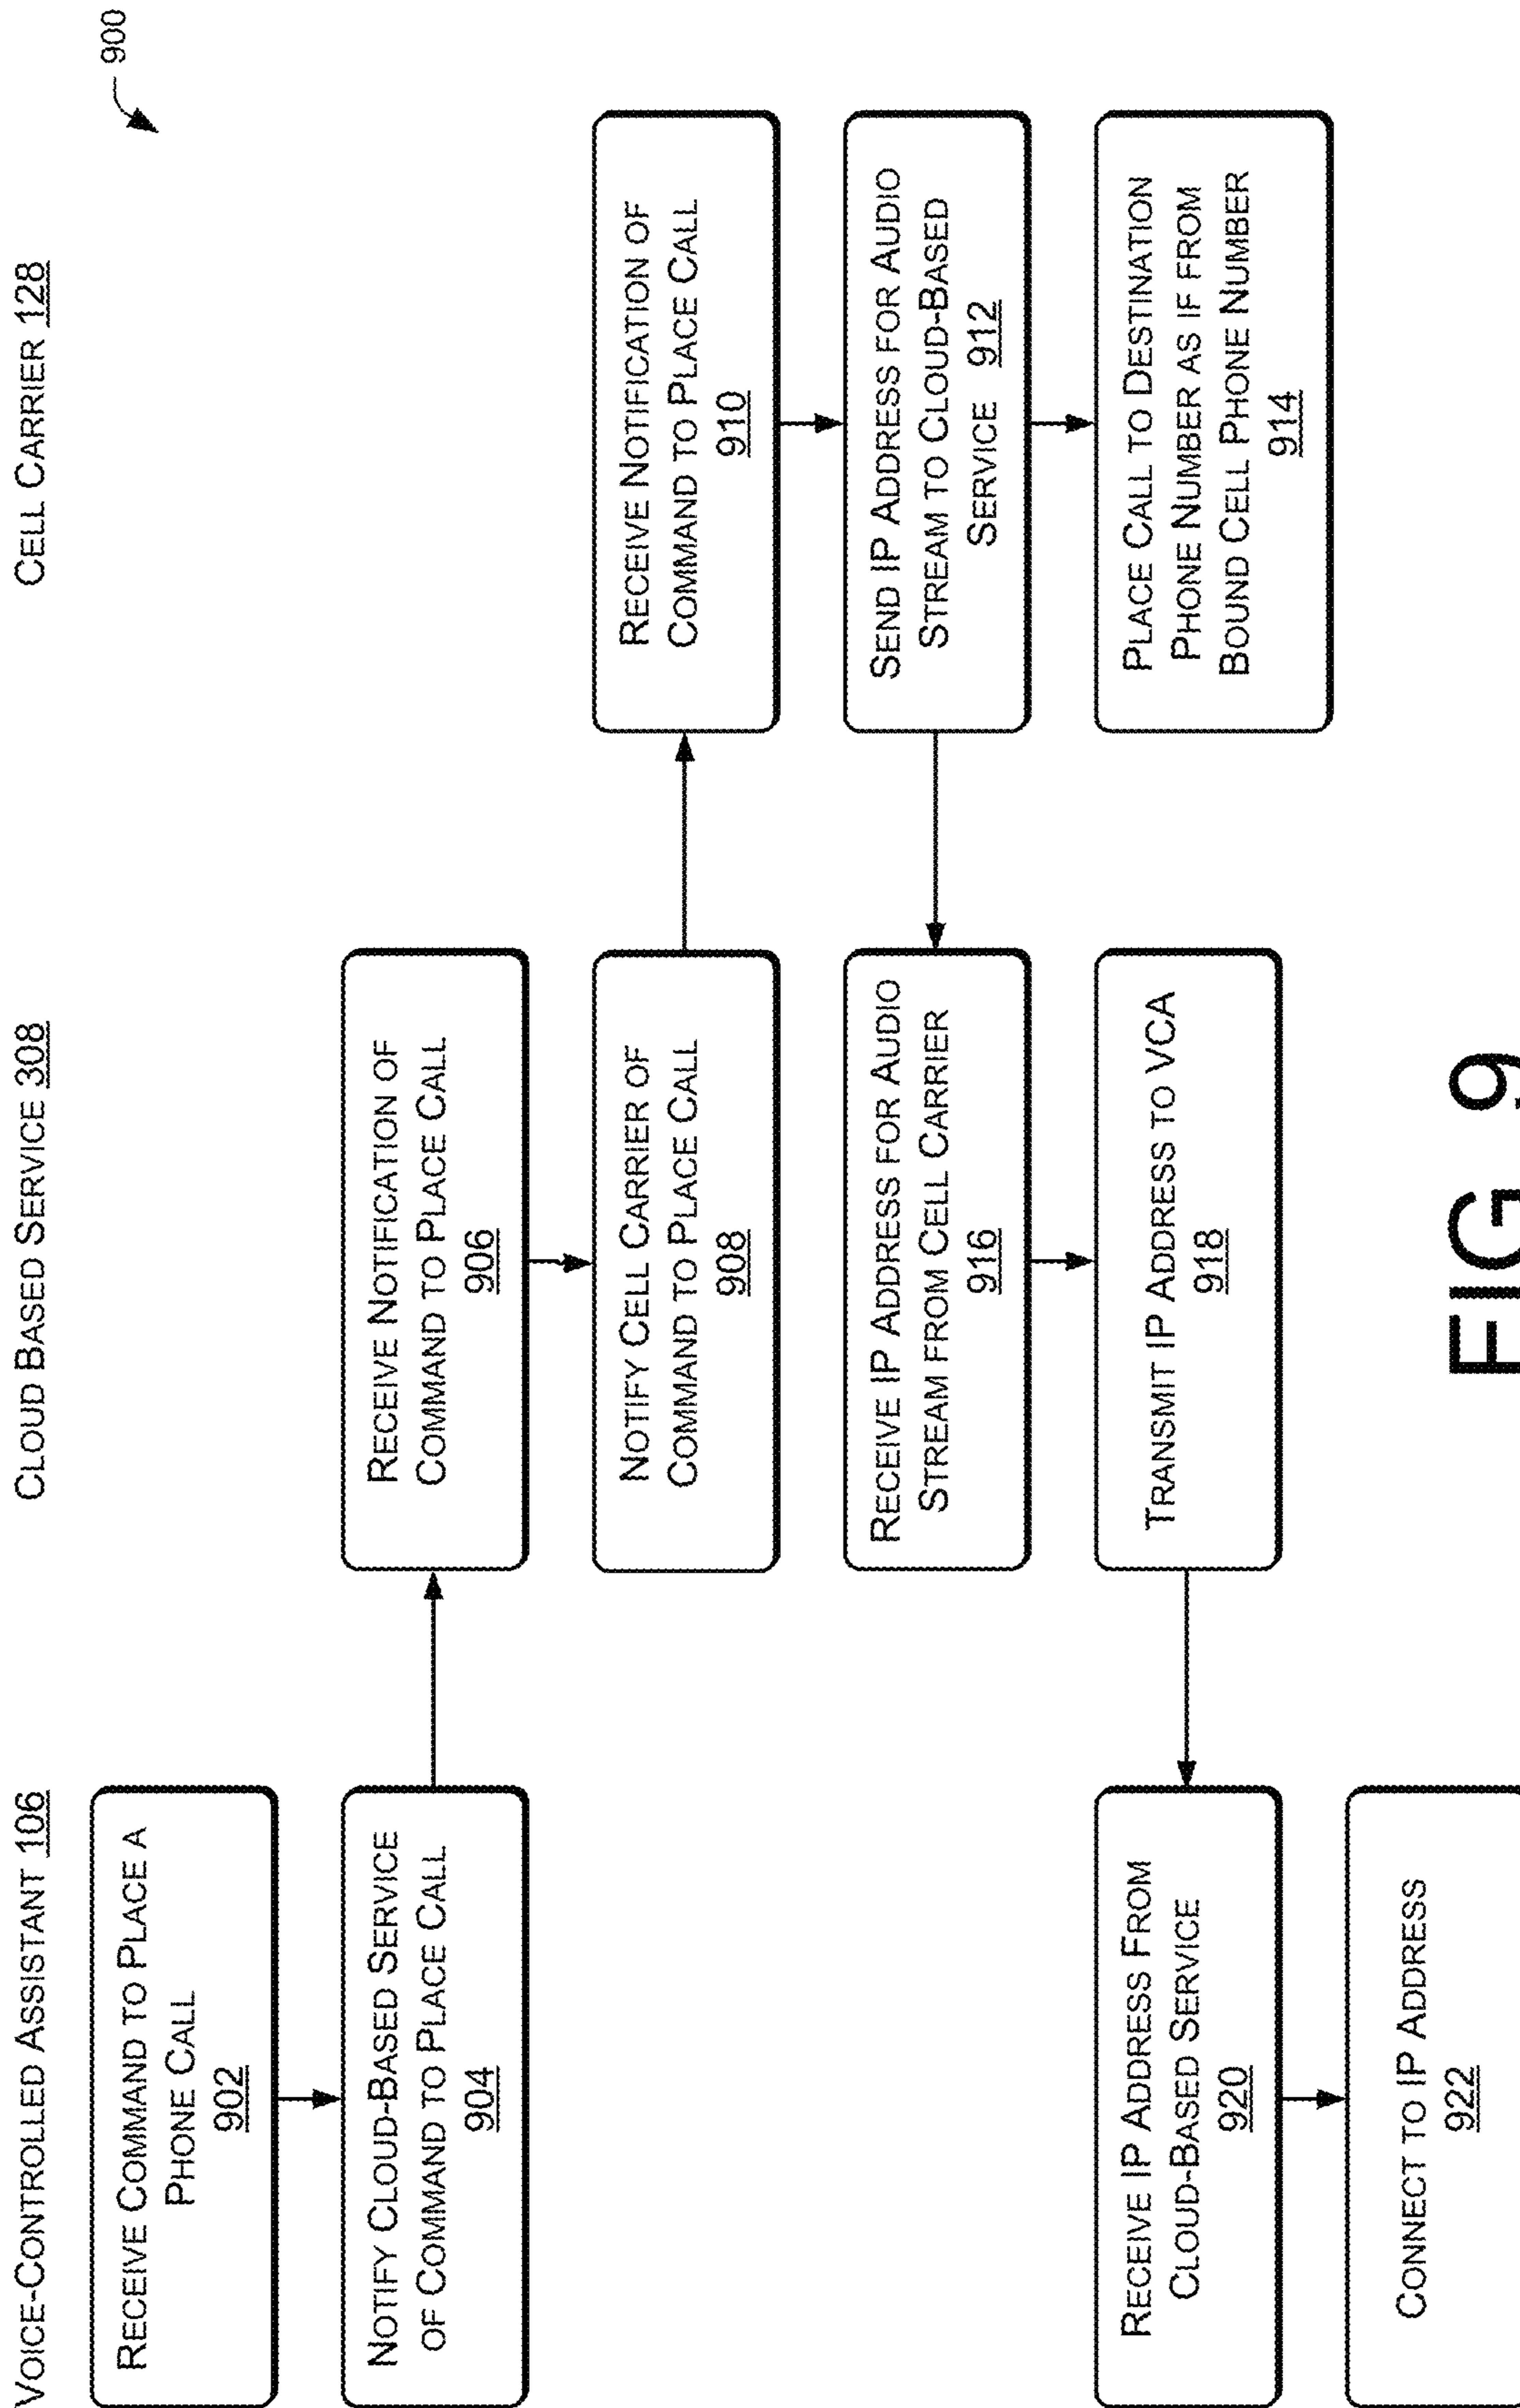 VOICE-CONTROLLED ASSISTANT 106
CLOUD BASED SERVICE 308
CELL CARRIER 128
900
RECEIVE COMMAND TO PLACE A
PHONE CALL
902
NOTIFY CLOUD-BASED SERVICE
OF COMMAND TO PLACE CALL
904
RECEIVE NOTIFICATION OF
COMMAND TO PLACE CALL
906
NOTIFY CELL CARRIER OF
COMMAND TO PLACE CALL
908
RECEIVE NOTIFICATION OF
COMMAND TO PLACE CALL
910
SEND IP ADDRESS FOR AUDIO
STREAM TO CLOUD-BASED
SERVICE 912
PLACE CALL TO DESTINATION
PHONE NUMBER AS IF FROM
BOUND CELL PHONE NUMBER
914
RECEIVE IP ADDRESS FOR AUDIO
STREAM FROM CELL CARRIER
916
TRANSMIT IP ADDRESS TO VCA
918
RECEIVE IP ADDRESS FROM
CLOUD-BASED SERVICE
920
CONNECT TO IP ADDRESS
922
FIG. 9